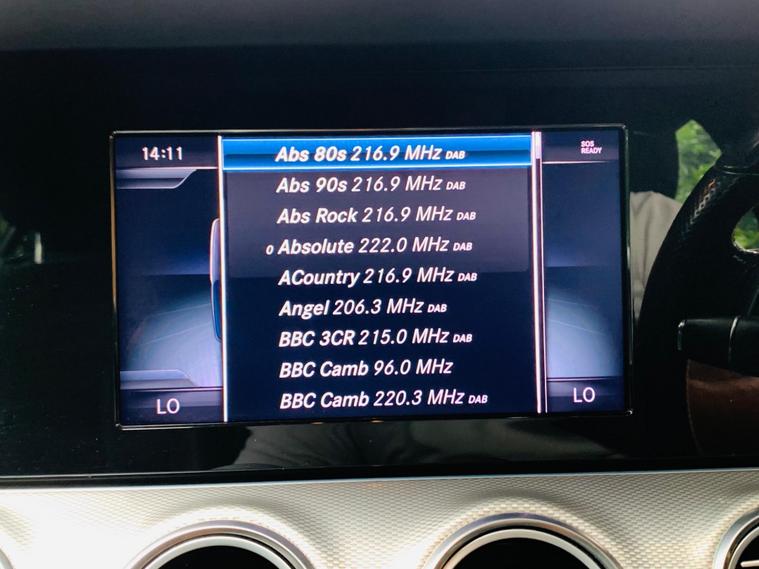 14:11
SOS
READY
Abs 80s 216.9 MHz DAB
Abs 90s 216.9 MHz DAB
Abs Rock 216.9 MHz DAB
0 Absolute 222.0 MHz DAB
ACountry 216.9 MHz DAB
Angel 206.3 MHz DAB
BBC 3CR 215.0 MHz DAB
BBC Camb 96.0 MHz
BBC Camb 220.3 MHz DAB
LO
LO